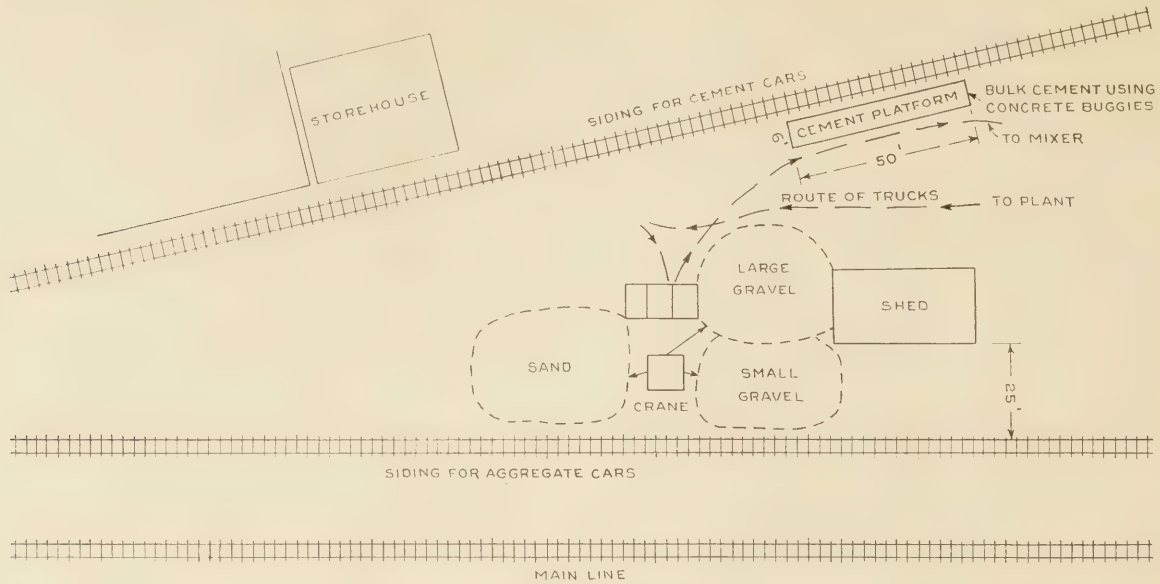 STOREHOUSE
SIDING FOR CEMENT CARS
CEMENT PLATFORM
BULK CEMENT USING
CONCRETE BUGGIES
6'
TO MIXER
50'
ROUTE OF TRUCKS
TO PLANT
LARGE
GRAVEL
SHED
SAND
SMALL
GRAVEL
CRANE
25'
SIDING FOR AGGREGATE CARS
MAIN LINE